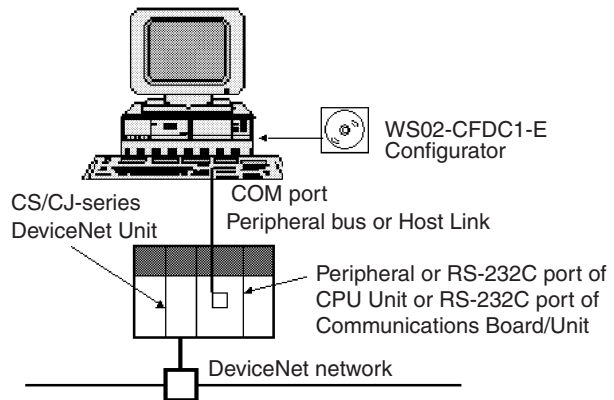 WS02-CFDC1-E
Configurator
COM port
Peripheral bus or Host Link
CS/CJ-series
DeviceNet Unit
Peripheral or RS-232C port of
CPU Unit or RS-232C port of
Communications Board/Unit
DeviceNet network